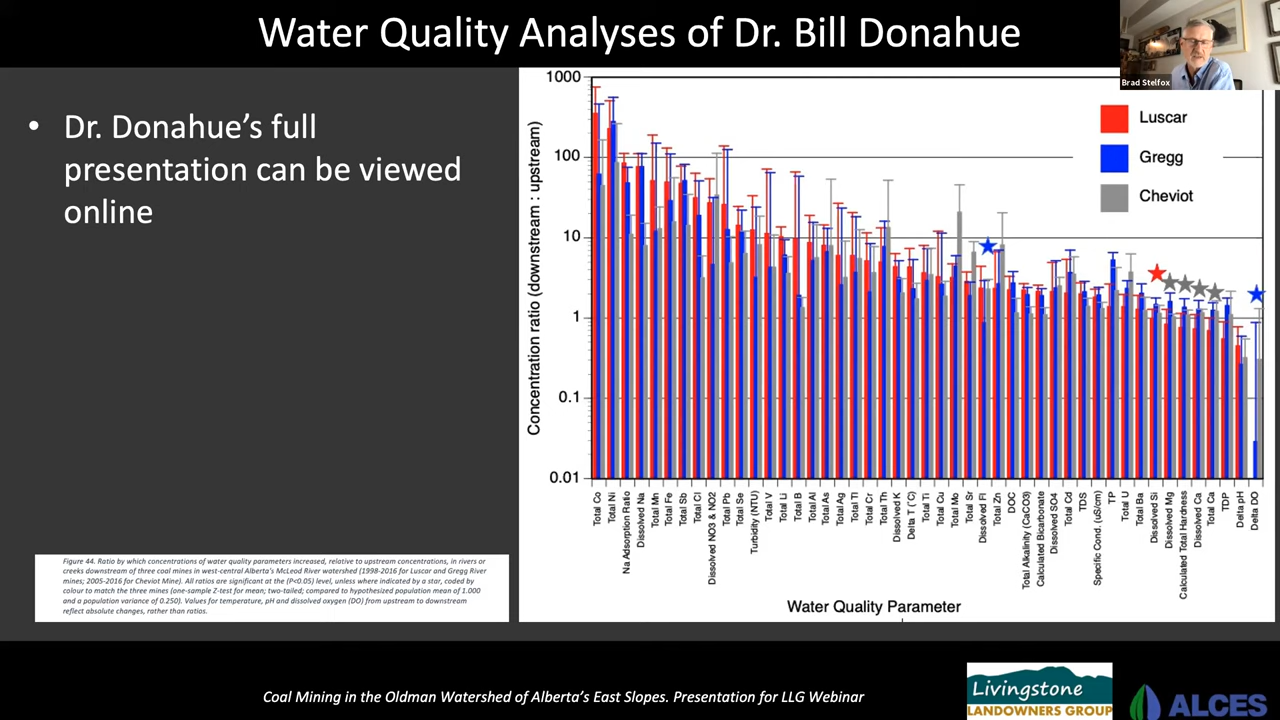 Water Quality Analyses of Dr. Bill Donahue
Brad Stelfox
• Dr. Donahue's full
presentation can be viewed
online
1000
100
10
1
0.1
0.01
Concentration ratio (downstream : upstream)
Luscar
Gregg
Cheviot
Total Co
Total Ni
Na Adsorption Ratio
Dissolved Na
Total Mn
Total Fe
Total Sb
Total Cl
Dissolved NO3 & NO2
Total Pb
Total Se
Turbidity (NTU)
Total V
Total Li
Total B
Total Al
Total As
Total Ag
Total Tl
Total Cr
Total Th
Dissolved K
Delta T (C)
Total Ti
Total Cu
Total Mo
Total Sr
Dissolved Fl
Total Zn
DOC
Total Alkalinity (CaCO3)
Calculated Bicarbonate
Dissolved SO4
Total Cd
TDS
Specific Cond. (uS/cm)
TP
Total U
Total Ba
Dissolved Si
Dissolved Mg
Calculated Total Hardness
Dissolved Ca
Total Ca
TDP
Delta pH
Delta DO
Water Quality Parameter
Figure 44. Ratio by which concentrations of water quality parameters increased, relative to upstream concentrations, in rivers or
creeks downstream of three coal mines in west-central Alberta's McLeod River watershed (1998-2016 for Luscar and Gregg River
mines; 2005-2016 for Cheviot Mine). All ratios are significant at the (P<0.05) level, unless where indicated by a star, coded by
colour to match the three mines (one-sample Z-test for mean; two-tailed; compared to hypothesized population mean of 1.000
and a population variance of 0.250). Values for temperature, pH and dissolved oxygen (DO) from upstream to downstream
reflect absolute changes, rather than ratios.
Coal Mining in the Oldman Watershed of Alberta's East Slopes. Presentation for LLG Webinar
Livingstone
LANDOWNERS GROUP
ALCES